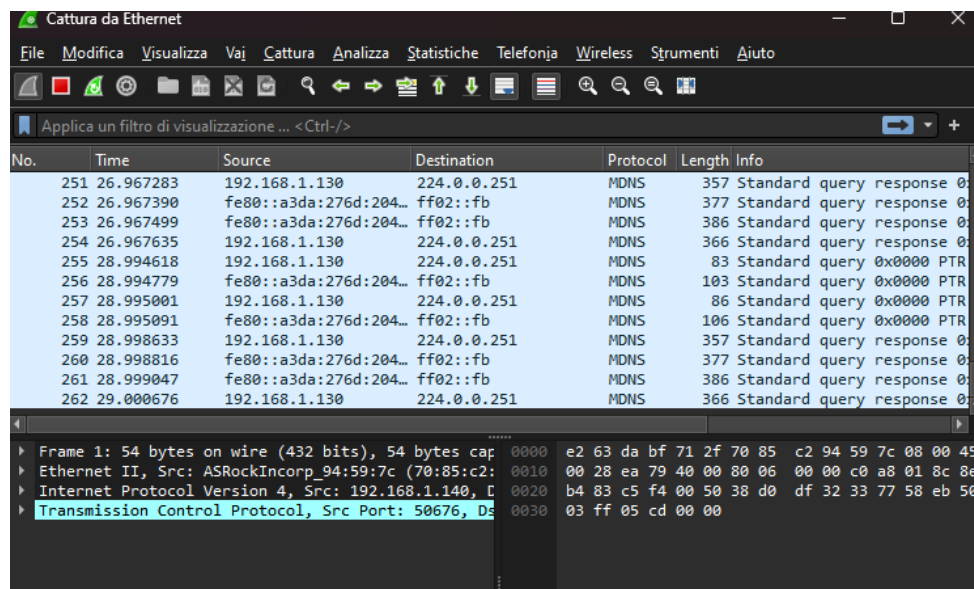 Cattura da Ethernet
File Modifica Visualizza Vai Cattura Analizza Statistiche Telefonia Wireless Strumenti Aiuto
Applica un filtro di visualizzazione ... <Ctrl-/>
No. Time Source Destination Protocol Length Info
251 26.967283 192.168.1.130 224.0.0.251 MDNS 357 Standard query response 0
252 26.967390 fe80::a3da:276d:204… ff02::fb MDNS 377 Standard query response 0
253 26.967499 fe80::a3da:276d:204… ff02::fb MDNS 386 Standard query response 0
254 26.967635 192.168.1.130 224.0.0.251 MDNS 366 Standard query response 0
255 28.994618 192.168.1.130 224.0.0.251 MDNS 83 Standard query 0x0000 PTR
256 28.994779 fe80::a3da:276d:204… ff02::fb MDNS 103 Standard query 0x0000 PTR
257 28.995001 192.168.1.130 224.0.0.251 MDNS 86 Standard query 0x0000 PTR
258 28.995091 fe80::a3da:276d:204… ff02::fb MDNS 106 Standard query 0x0000 PTR
259 28.998633 192.168.1.130 224.0.0.251 MDNS 357 Standard query response 0
260 28.998816 fe80::a3da:276d:204… ff02::fb MDNS 377 Standard query response 0
261 28.999047 fe80::a3da:276d:204… ff02::fb MDNS 386 Standard query response 0
262 29.000676 192.168.1.130 224.0.0.251 MDNS 366 Standard query response 0
Frame 1: 54 bytes on wire (432 bits), 54 bytes cap
Ethernet II, Src: ASRockIncorp_94:59:7c (70:85:c2:
Internet Protocol Version 4, Src: 192.168.1.140, D
Transmission Control Protocol, Src Port: 50676, Ds
0000 e2 63 da bf 71 2f 70 85 c2 94 59 7c 08 00 45
0010 00 28 ea 79 40 00 80 06 00 00 c0 a8 01 8c 8e
0020 b4 83 c5 f4 00 50 38 d0 df 32 33 77 58 eb 50
0030 03 ff 05 cd 00 00